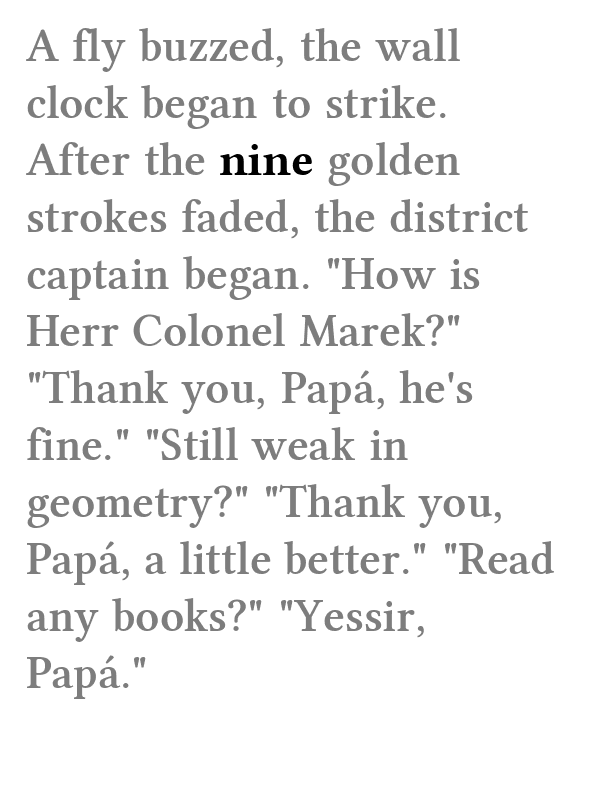 A fly buzzed, the wall
clock began to strike.
After the nine golden
strokes faded, the district
captain began. "How is
Herr Colonel Marek?"
"Thank you, Papá, he's
fine." "Still weak in
geometry?" "Thank you,
Papá, a little better." "Read
any books?" "Yessir,
Papá."